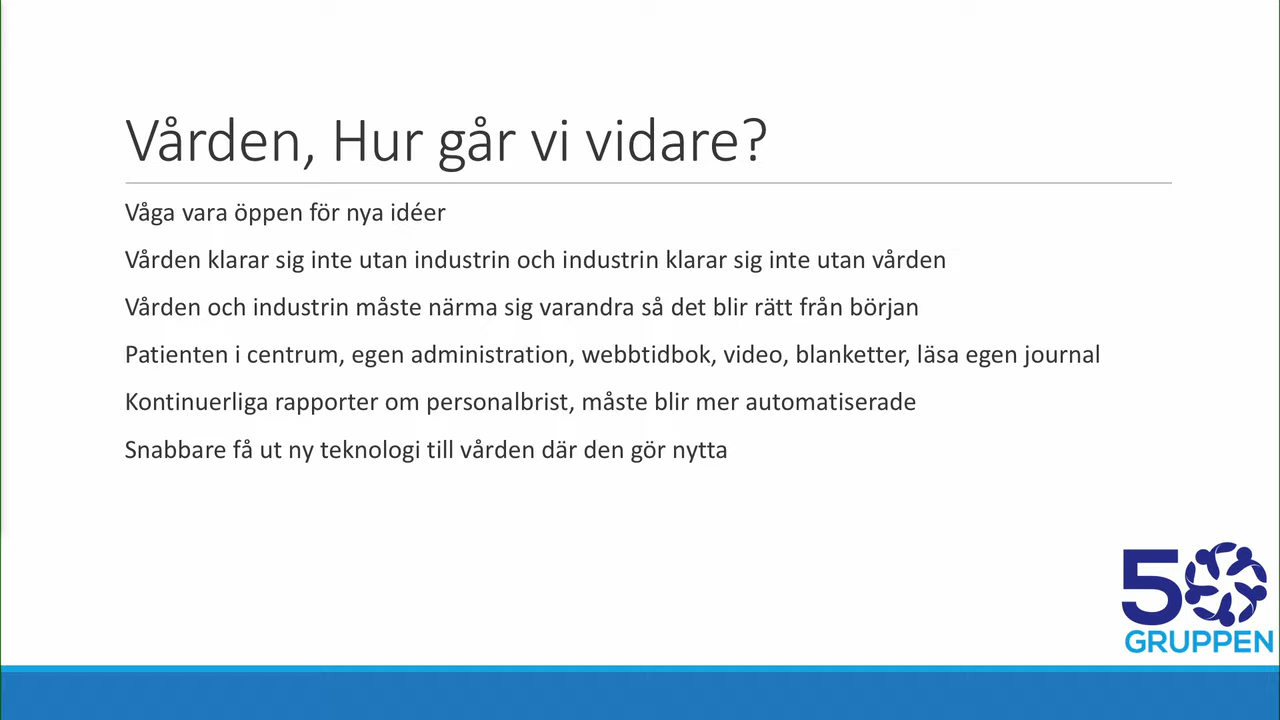 Vården, Hur går vi vidare?
Våga vara öppen för nya idéer
Vården klarar sig inte utan industrin och industrin klarar sig inte utan vården
Vården och industrin måste närma sig varandra så det blir rätt från början
Patienten i centrum, egen administration, webbtidbok, video, blanketter, läsa egen journal
Kontinuerliga rapporter om personalbrist, måste blir mer automatiserade
Snabbare få ut ny teknologi till vården där den gör nytta
50
GRUPPEN